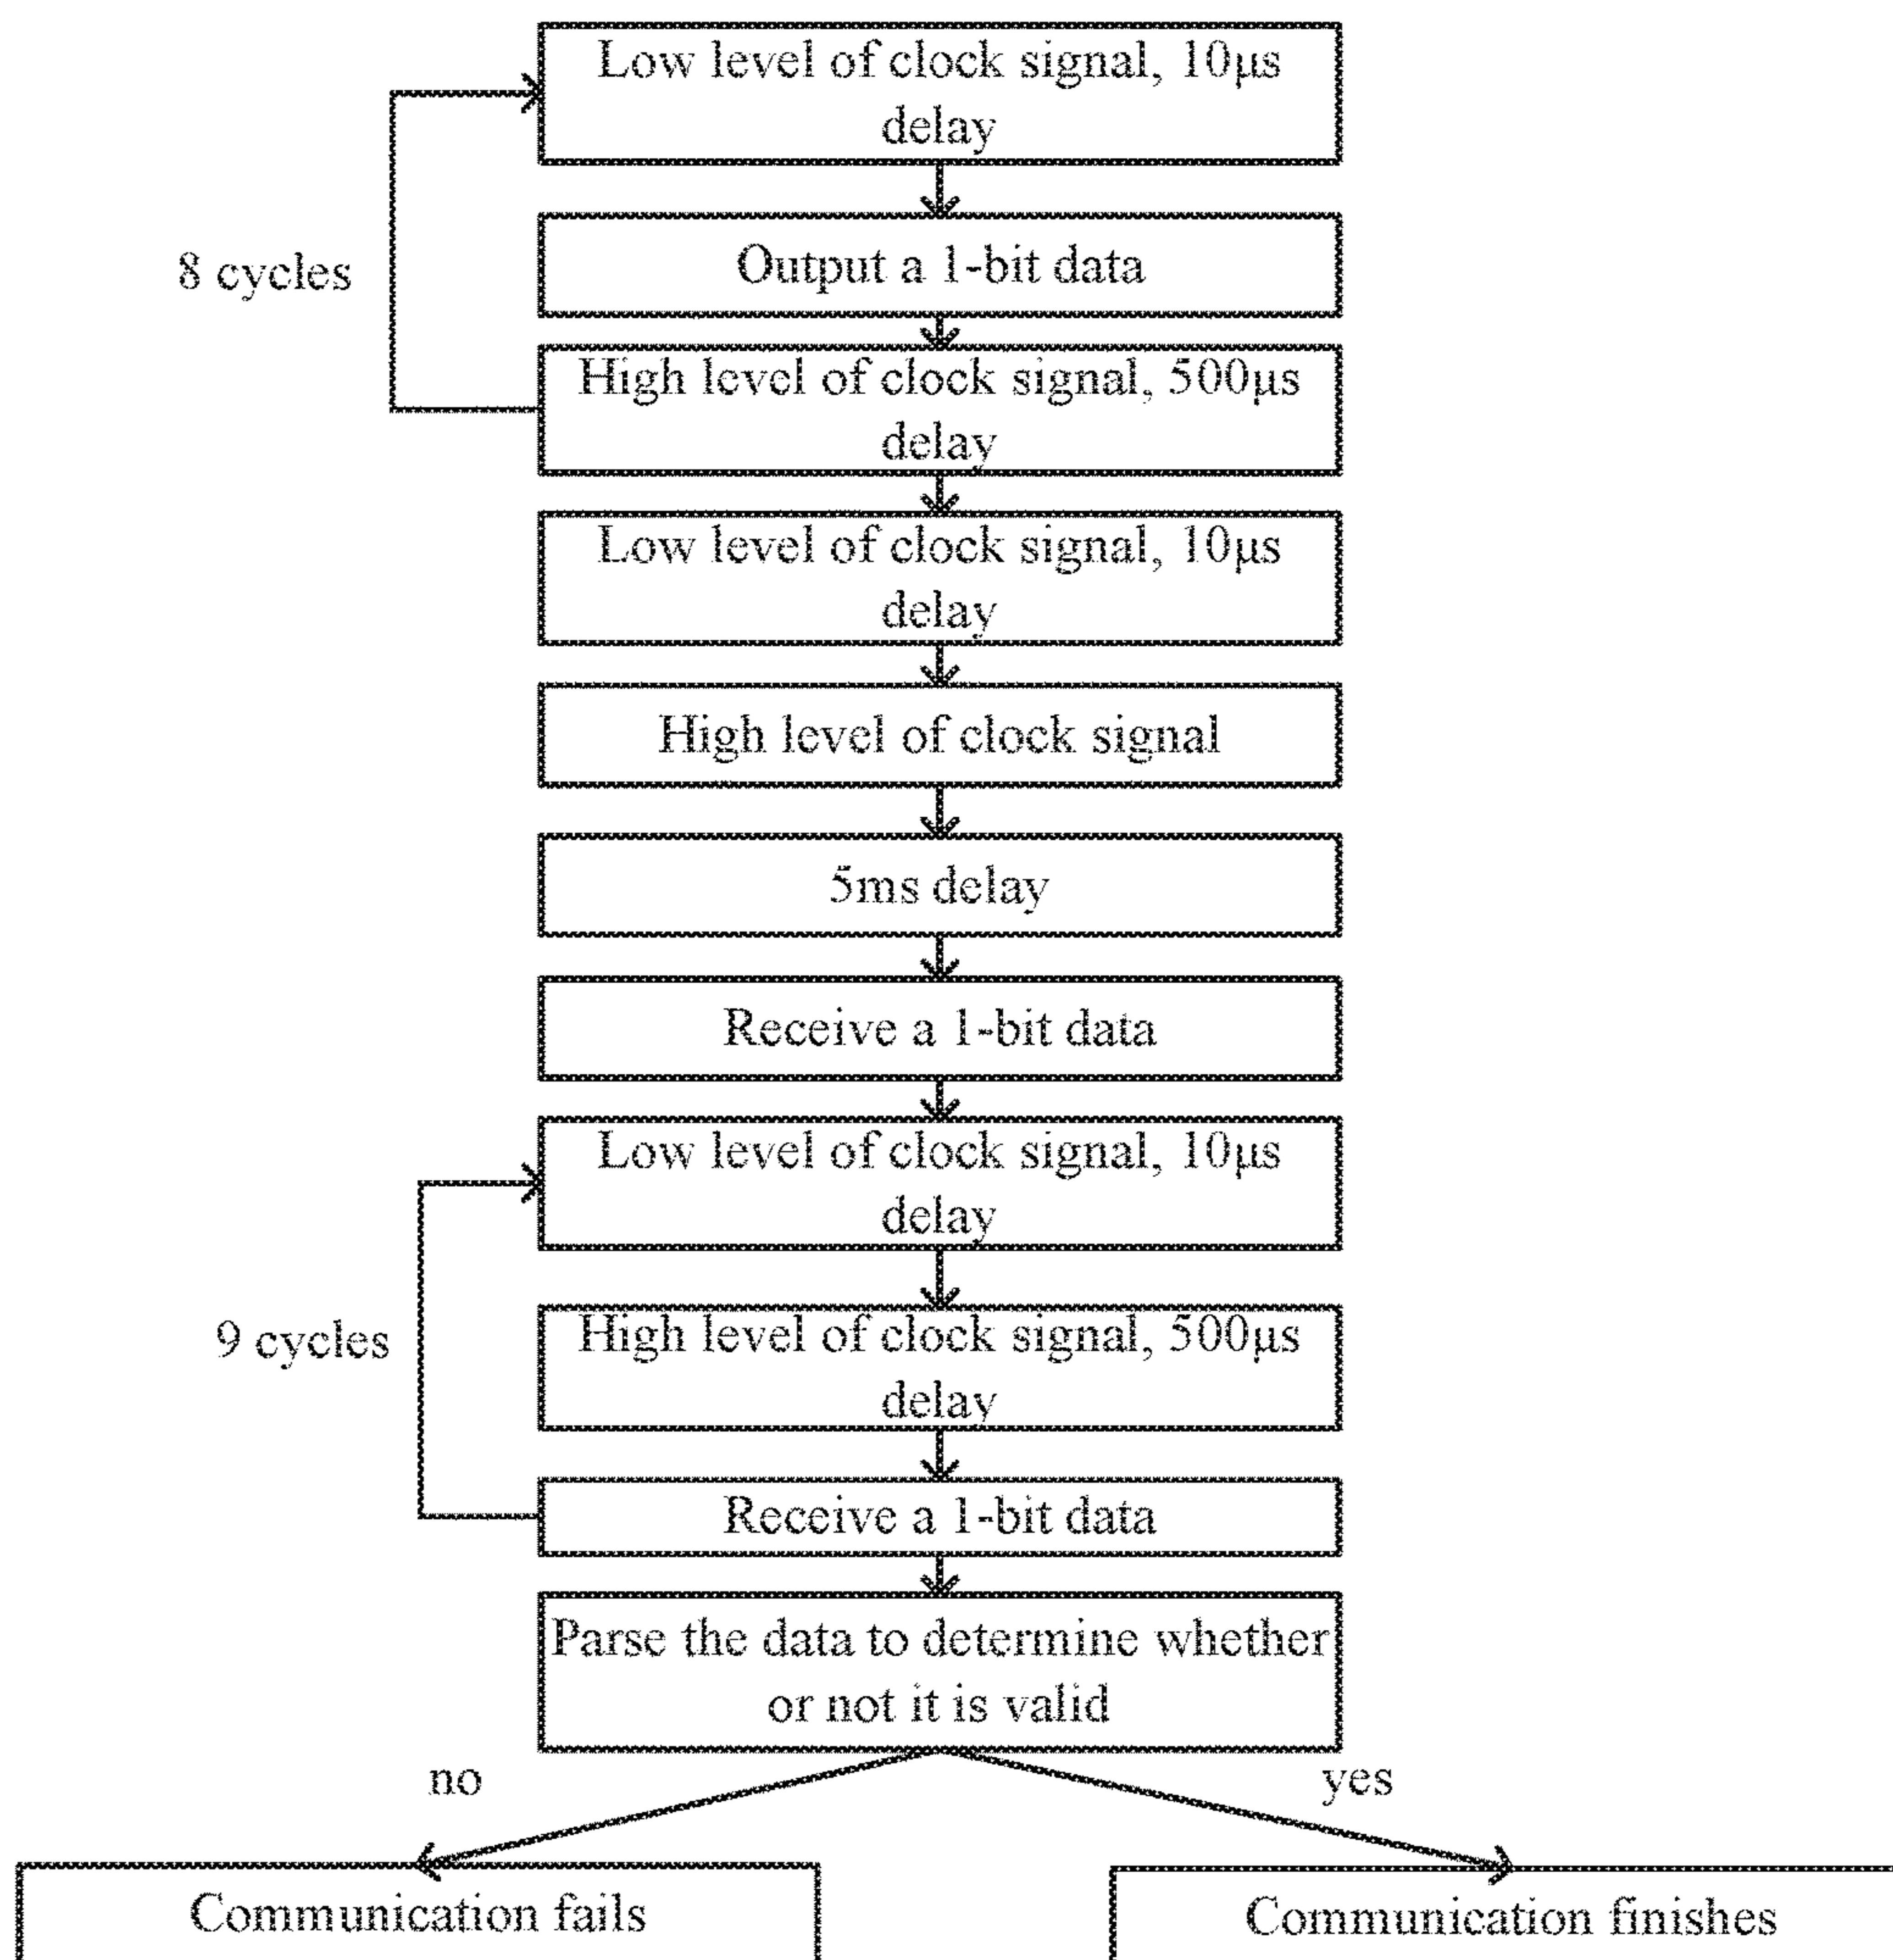 Low level of clock signal, 10μs
delay
8 cycles
Output a 1-bit data
High level of clock signal, 500μs
delay
Low level of clock signal, 10μs
delay
High level of clock signal
5ms delay
Receive a 1-bit data
Low level of clock signal, 10μs
delay
9 cycles
High level of clock signal, 500μs
delay
Receive a 1-bit data
Parse the data to determine whether
or not it is valid
no
yes
Communication fails
Communication finishes